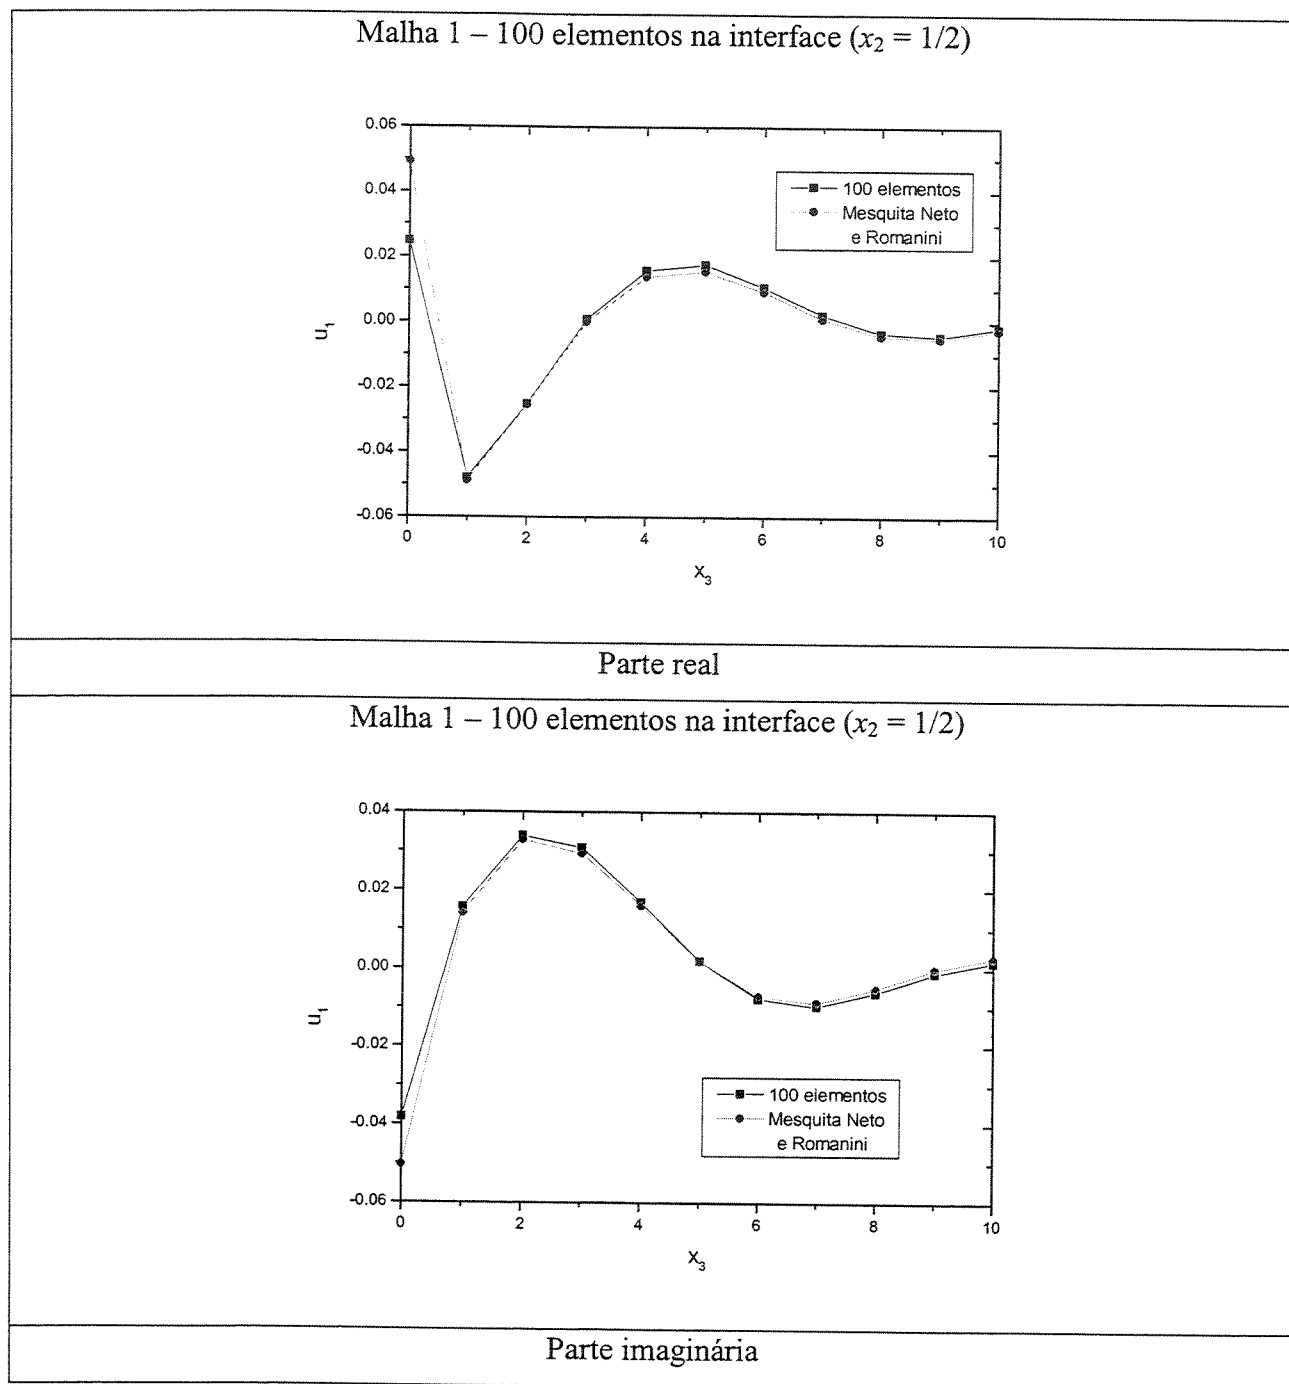 Malha 1 – 100 elementos na interface (x₂ = 1/2)
0.06
0.04
0.02
0.00
-0.02
-0.04
-0.06
u₁
100 elementos
Mesquita Neto
e Romanini
0 2 4 6 8 10
x₃
Parte real
Malha 1 – 100 elementos na interface (x₂ = 1/2)
0.04
0.02
0.00
-0.02
-0.04
-0.06
u₁
100 elementos
Mesquita Neto
e Romanini
0 2 4 6 8 10
x₃
Parte imaginária